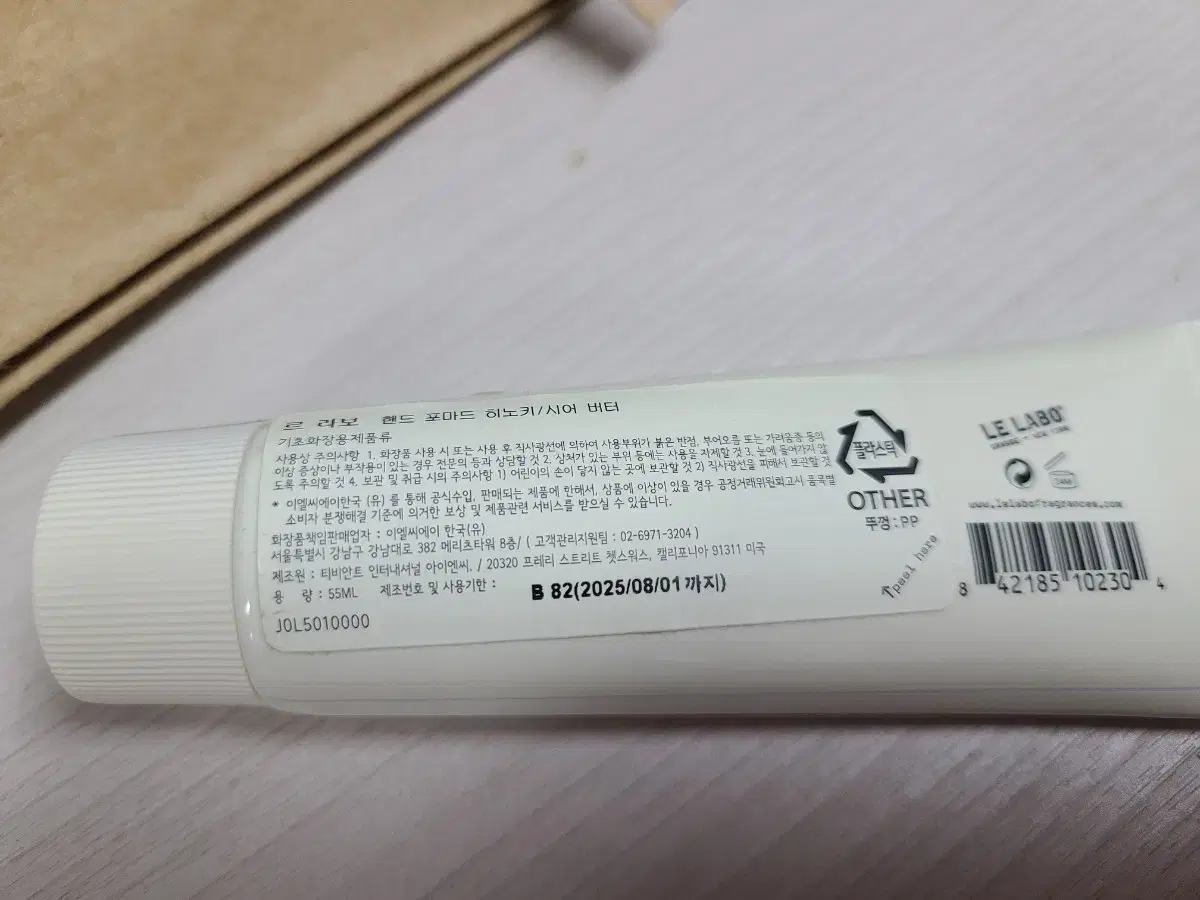 르 라보 핸드 포마드 히노키/시어 버터
기초화장용제품류
사용상 주의사항 1. 화장품 사용 시 또는 사용 후 직사광선에 의하여 사용부위가 붉은 반점, 부어오름 또는 가려움증 등의
이상 증상이나 부작용이 있는 경우 전문의 등과 상담할 것 2. 상처가 있는 부위 등에는 사용을 자제할 것 3. 눈에 들어가지 않
도록 주의할 것 4. 보관 및 취급 시의 주의사항 1) 어린이의 손이 닿지 않는 곳에 보관할 것 2) 직사광선을 피해서 보관할 것
* 이엘씨에이한국 (유) 를 통해 공식수입, 판매되는 제품에 한해서, 상품에 이상이 있을 경우 공정거래위원회고시 품목별
소비자 분쟁해결 기준에 의거한 보상 및 제품관련 서비스를 받으실 수 있습니다.
화장품책임판매업자 : 이엘씨에이 한국(유)
서울특별시 강남구 강남대로 382 메리츠타워 8층/ ( 고객관리지원팀 : 02-6971-3204 )
제조원 : 티비안트 인터내셔널 아이엔씨. / 20320 프레리 스트리트 챗스워스, 캘리포니아 91311 미국
용 량 : 55ML 제조번호 및 사용기한 : B 82(2025/08/01까지)
J0L5010000
플라스틱
OTHER
뚜껑:PP
peel here
LE LABO
GRASSE - NEW YORK
24M
www.lelabofragrances.com
8 42185 10230 4